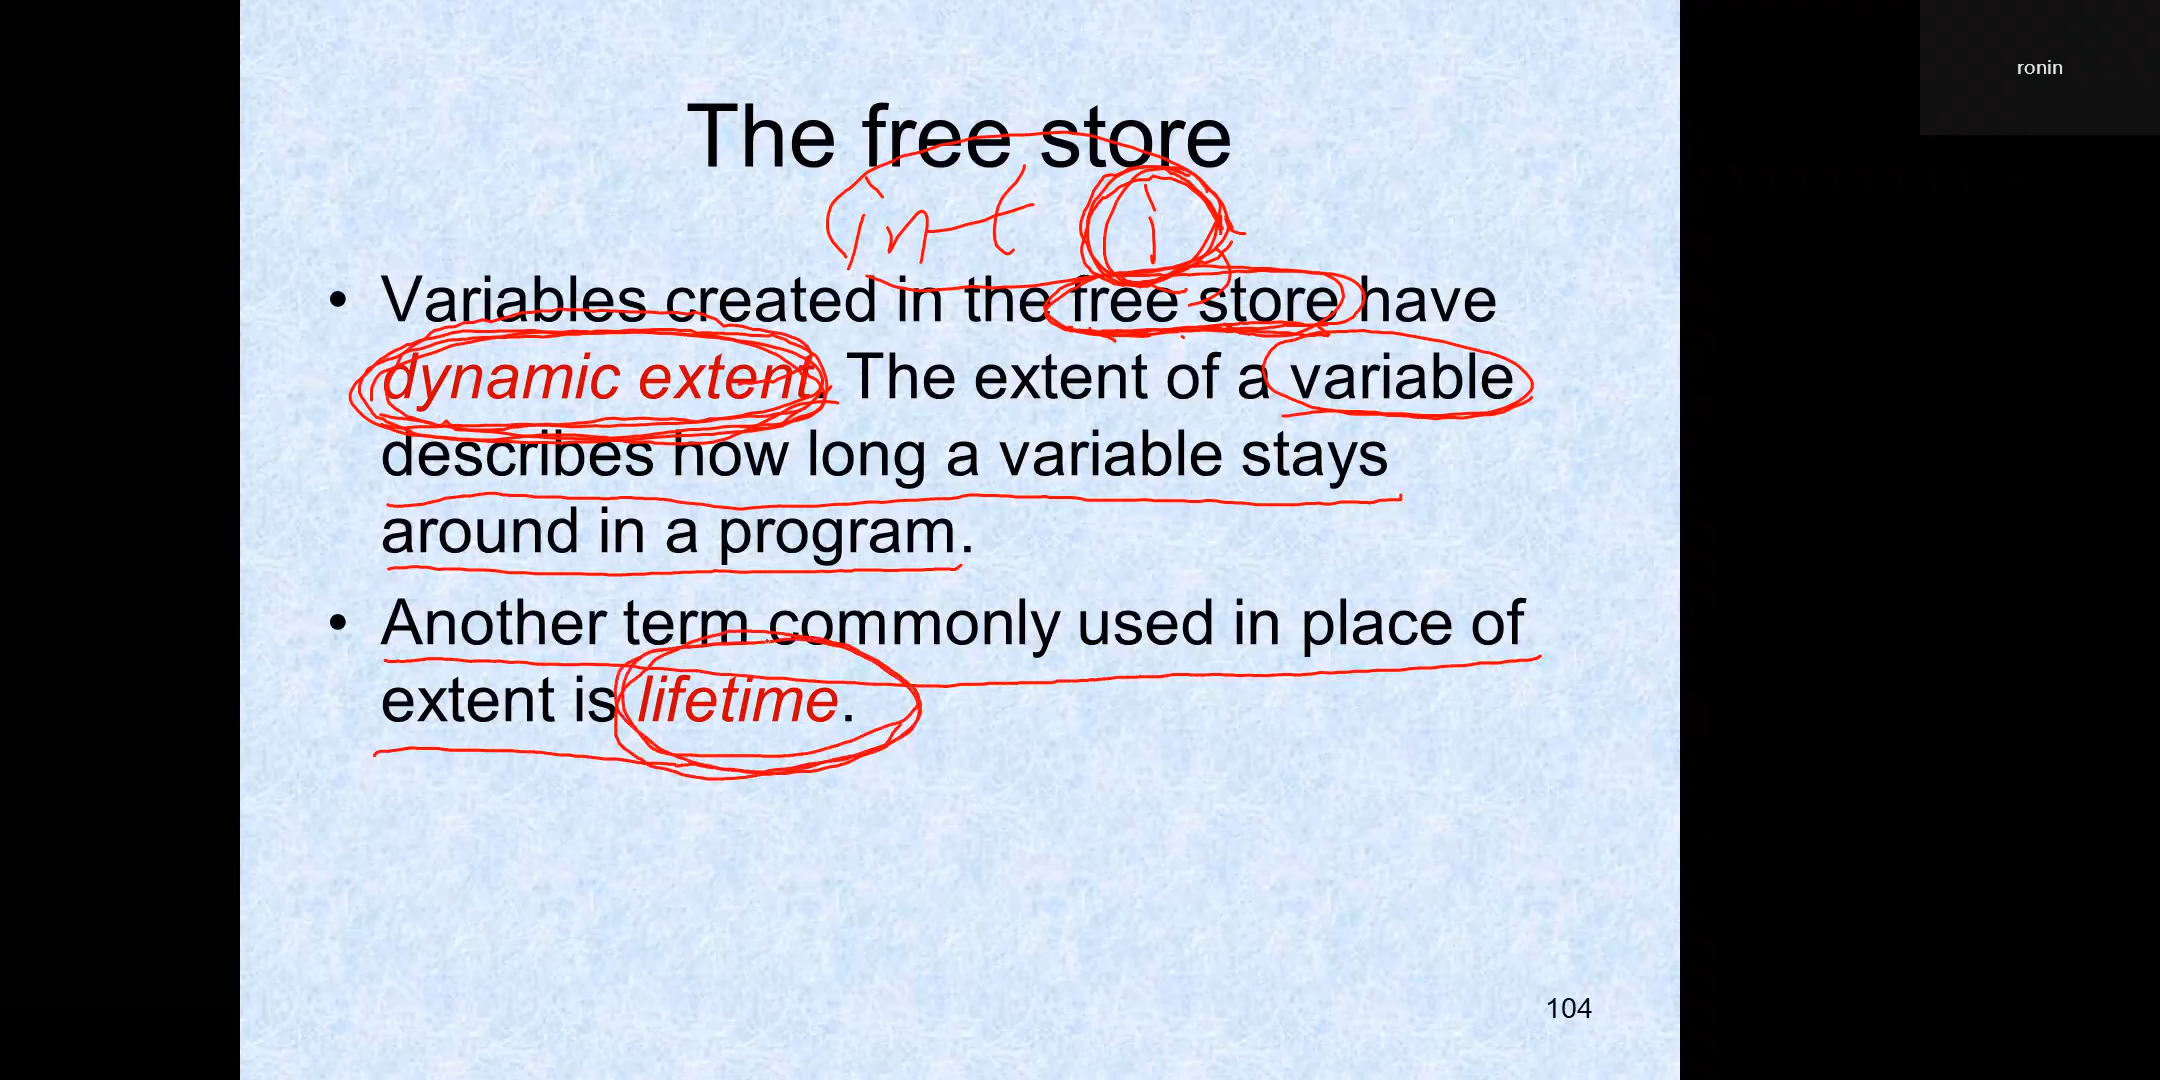 ronin
The free store
int i
• Variables created in the free store have
dynamic extent. The extent of a variable
describes how long a variable stays
around in a program.
• Another term commonly used in place of
extent is lifetime.
104